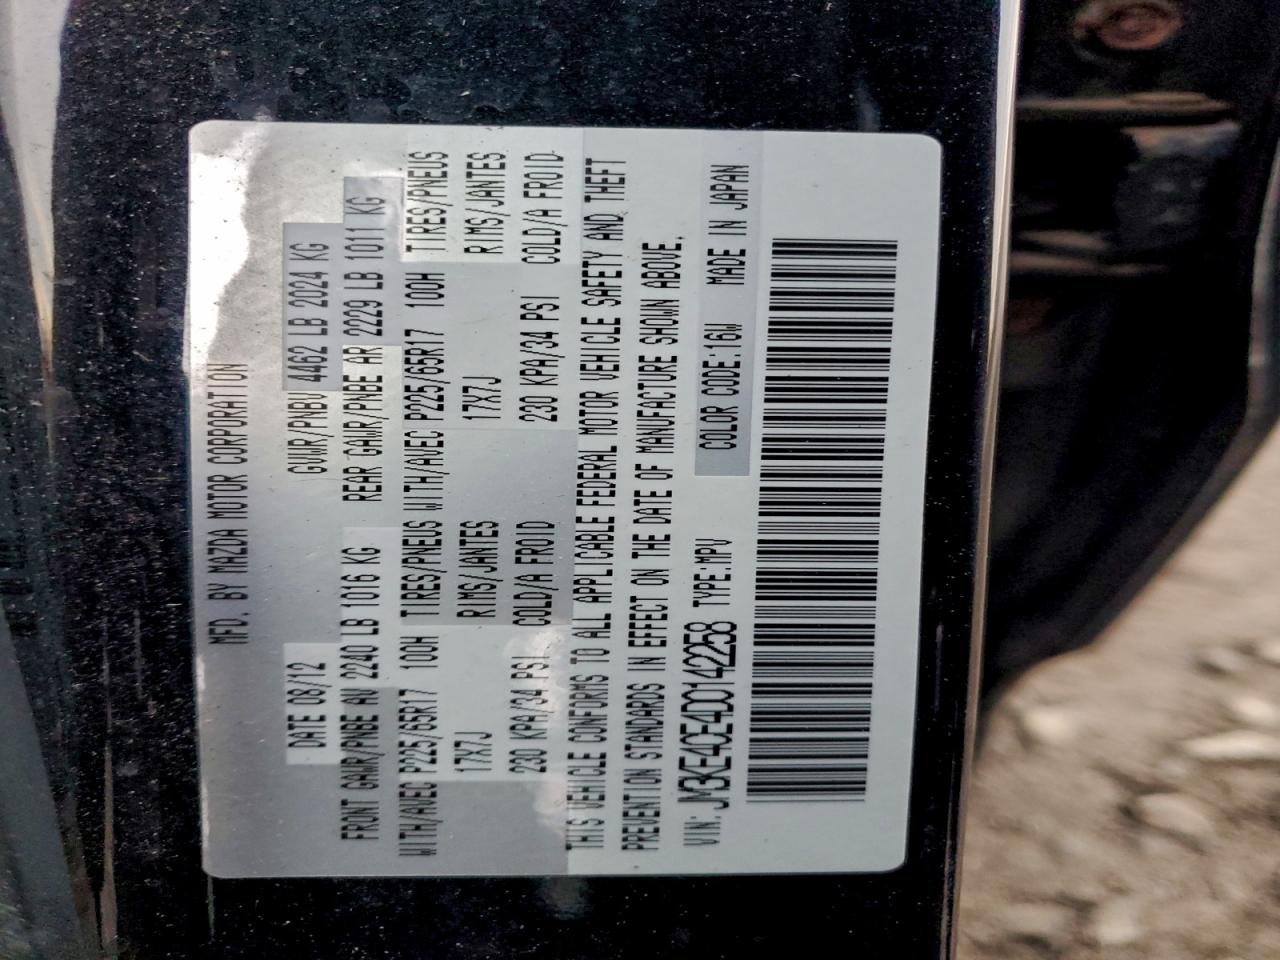 MFD. BY MAZDA MOTOR CORPORATION
DATE 08/12 GVWR/PNBV 4462 LB 2024 KG
FRONT GAWR/PNBE AV 2240 LB 1016 KG REAR GAWR/PNBE AR 2229 LB 1011 KG
WITH/AVEC P225/65R17 100H TIRES/PNEUS WITH/AVEC P225/65R17 100H TIRES/PNEUS
17X7J RIMS/JANTES 17X7J RIMS/JANTES
230 KPA/34 PSI COLD/A FROID 230 KPA/34 PSI COLD/A FROID
THIS VEHICLE CONFORMS TO ALL APPLICABLE FEDERAL MOTOR VEHICLE SAFETY AND THEFT
PREVENTION STANDARDS IN EFFECT ON THE DATE OF MANUFACTURE SHOWN ABOVE.
VIN: JM3KE4CE4D0142258 TYPE:MPV COLOR CODE:16W MADE IN JAPAN